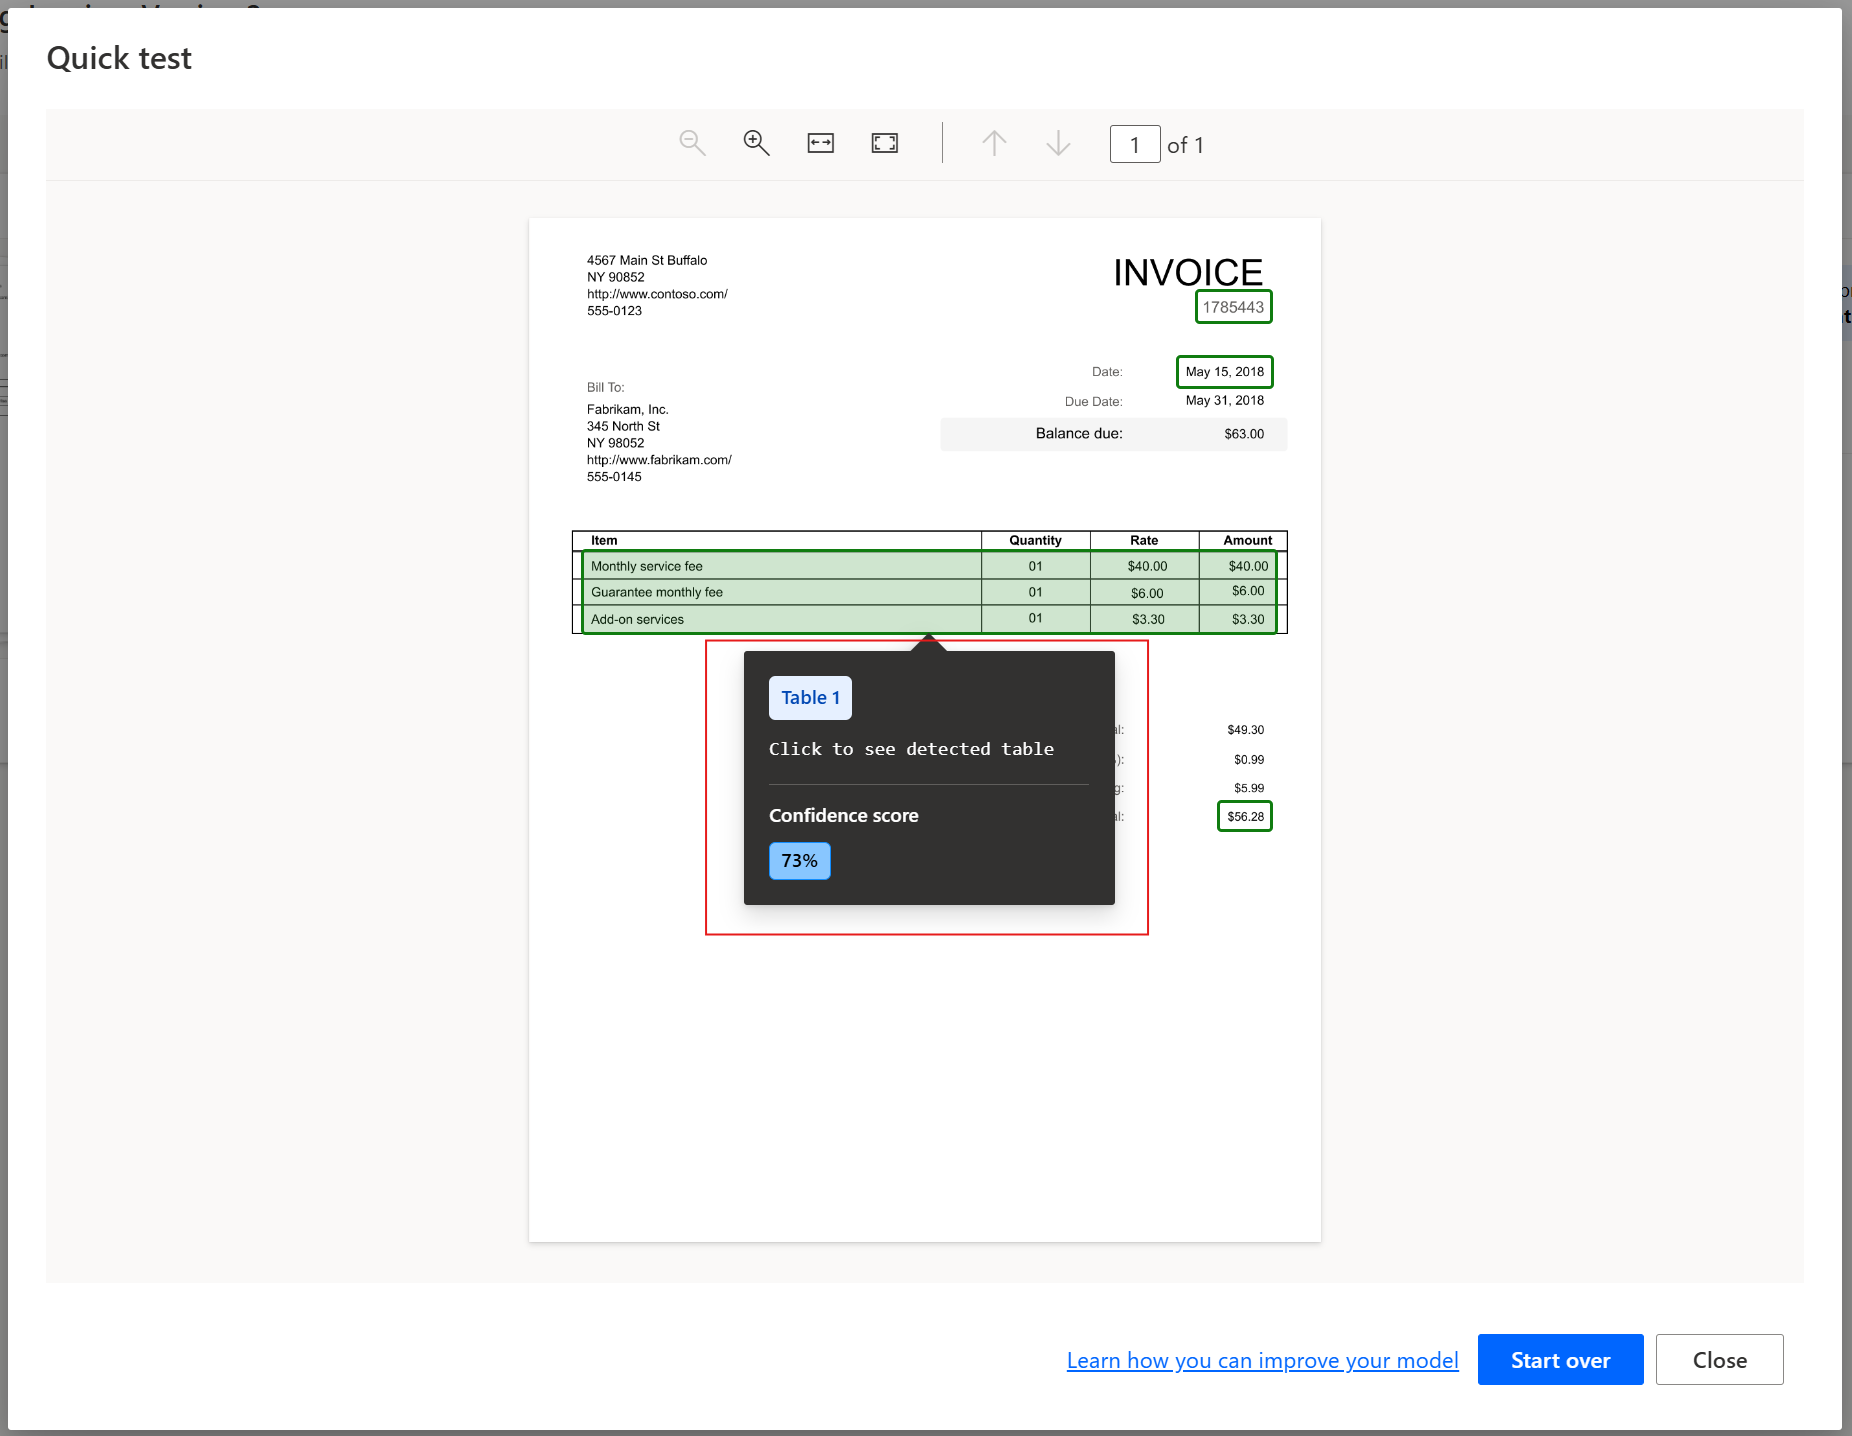 Quick test
1 of 1
4567 Main St Buffalo
NY 90852
http://www.contoso.com/
555-0123
INVOICE
1785443
Date: May 15, 2018
Due Date: May 31, 2018
Balance due: $63.00
Bill To:
Fabrikam, Inc.
345 North St
NY 98052
http://www.fabrikam.com/
555-0145
Item Quantity Rate Amount
Monthly service fee 01 $40.00 $40.00
Guarantee monthly fee 01 $6.00 $6.00
Add-on services 01 $3.30 $3.30
Table 1
Click to see detected table
Confidence score
73%
$49.30
$0.99
$5.99
$56.28
Learn how you can improve your model
Start over
Close